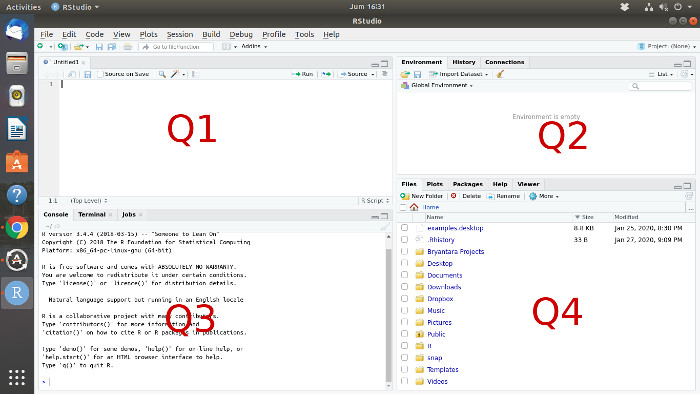 Activities RStudio Jum 16:31
RStudio
File Edit Code View Plots Session Build Debug Profile Tools Help
Go to file/function Addins Project: (None)
Untitled1
Source on Save Run Source
1
Q1
1:1 (Top Level) R Script
Environment History Connections
Import Dataset List
Global Environment
Environment is empty
Q2
Console Terminal Jobs
~/
R version 3.4.4 (2018-03-15) -- "Someone to Lean On"
Copyright (C) 2018 The R Foundation for Statistical Computing
Platform: x86_64-pc-linux-gnu (64-bit)
R is free software and comes with ABSOLUTELY NO WARRANTY.
You are welcome to redistribute it under certain conditions.
Type 'license()' or 'licence()' for distribution details.
Natural language support but running in an English locale
R is a collaborative project with many contributors.
Type 'contributors()' for more information and
'citation()' on how to cite R or R packages in publications.
Type 'demo()' for some demos, 'help()' for on-line help, or
'help.start()' for an HTML browser interface to help.
Type 'q()' to quit R.
>
Q3
Files Plots Packages Help Viewer
New Folder Delete Rename More
Home ...
Name Size Modified
examples.desktop 8.8 KB Jan 25, 2020, 8:30 PM
.Rhistory 33 B Jan 27, 2020, 9:09 PM
Bryantara Projects
Desktop
Documents
Downloads
Dropbox
Music
Pictures
Public
R
snap
Templates
Videos
Q4